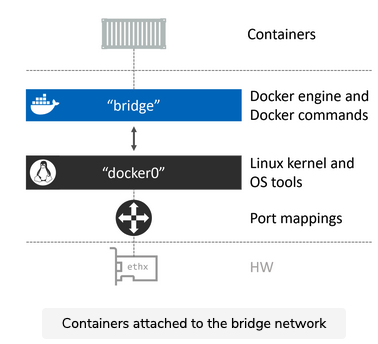 Containers
“bridge”
Docker engine and
Docker commands
“docker0”
Linux kernel and
OS tools
Port mappings
ethx
HW
Containers attached to the bridge network